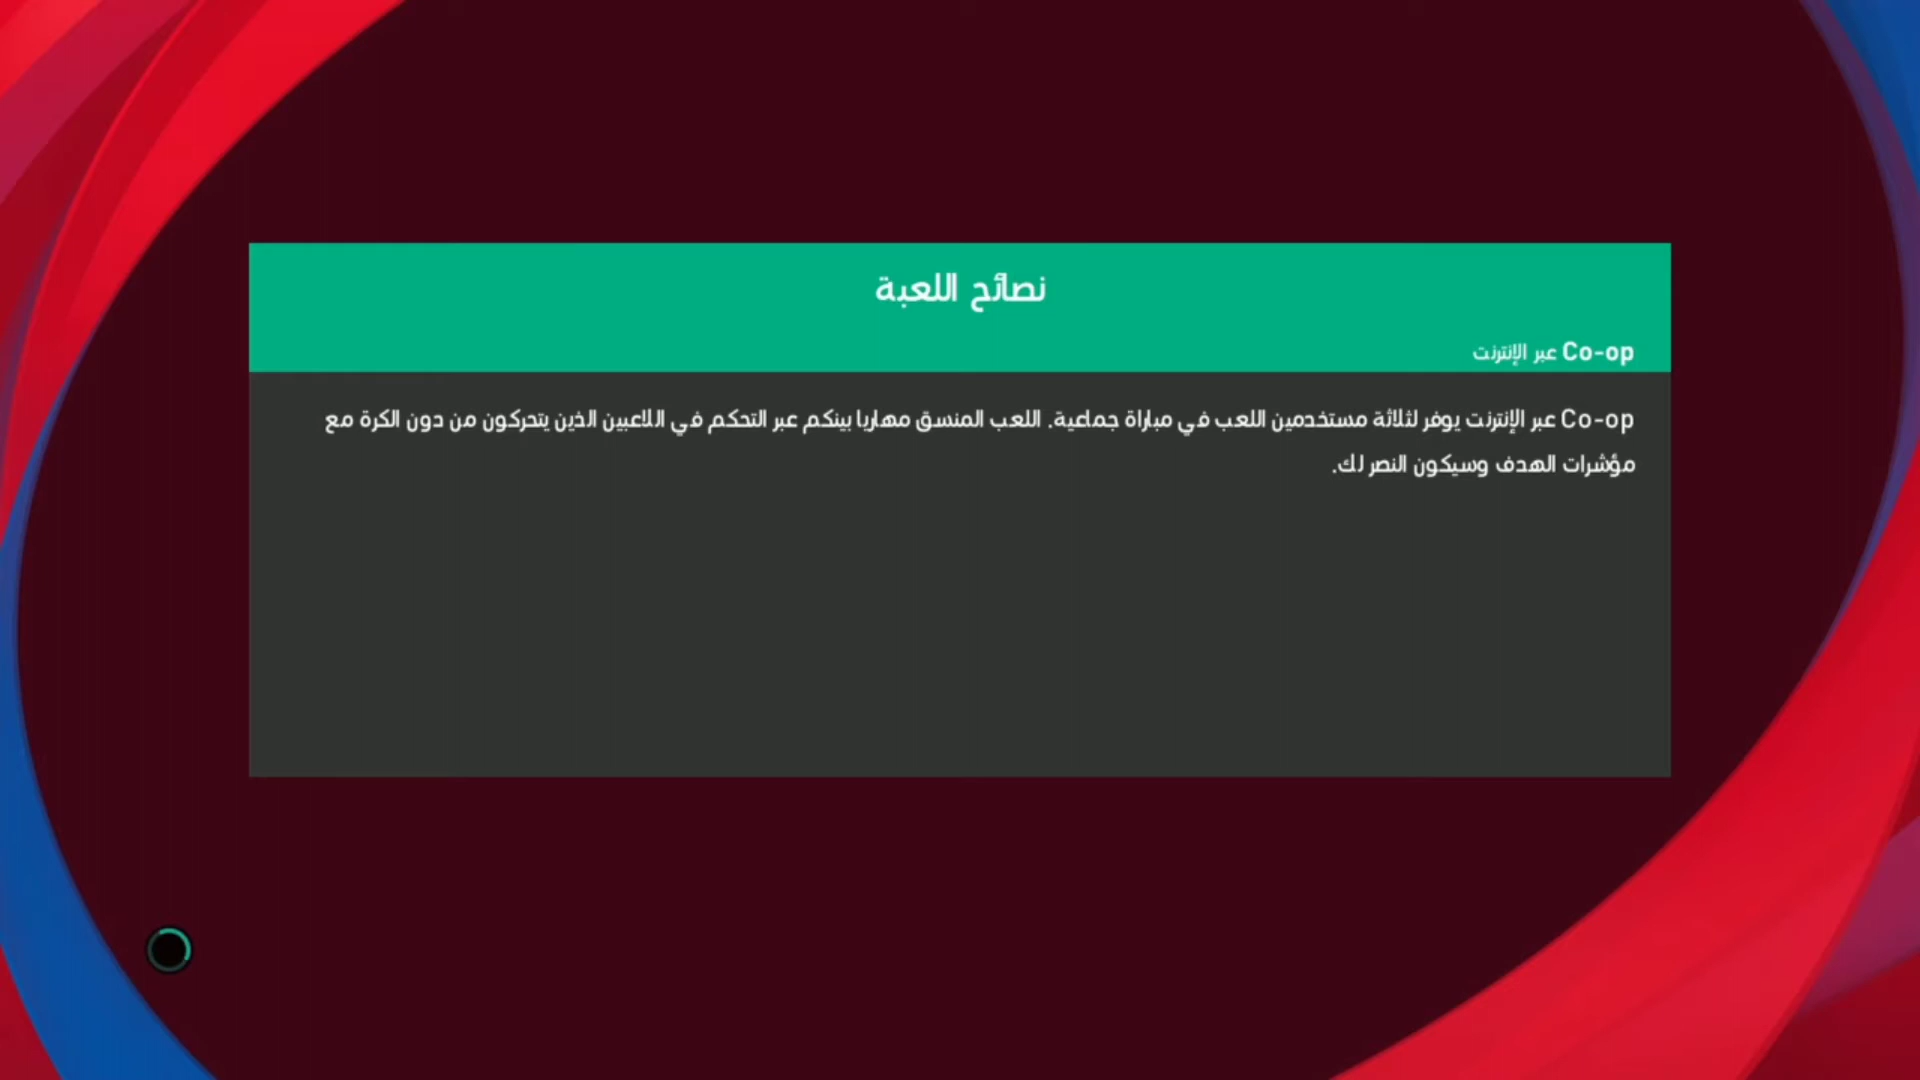 نصائح اللعبة
Co-op عبر الإنترنت
Co-op عبر الإنترنت يوفر لثلاثة مستخدمين اللعب في مباراة جماعية. اللعب المنسق مهاريا بينكم عبر التحكم في اللاعبين الذين يتحركون من دون الكرة مع
مؤشرات الهدف وسيكون النصر لك.